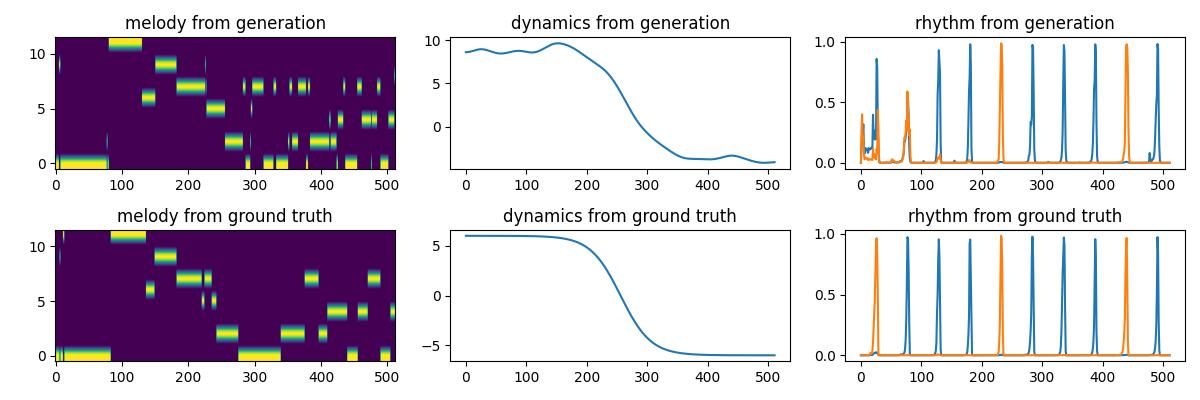 melody from generation
dynamics from generation
rhythm from generation
10
5
0
0 100 200 300 400 500
10
5
0
0 100 200 300 400 500
1.0
0.5
0.0
0 100 200 300 400 500
melody from ground truth
dynamics from ground truth
rhythm from ground truth
10
5
0
0 100 200 300 400 500
5
0
−5
0 100 200 300 400 500
1.0
0.5
0.0
0 100 200 300 400 500